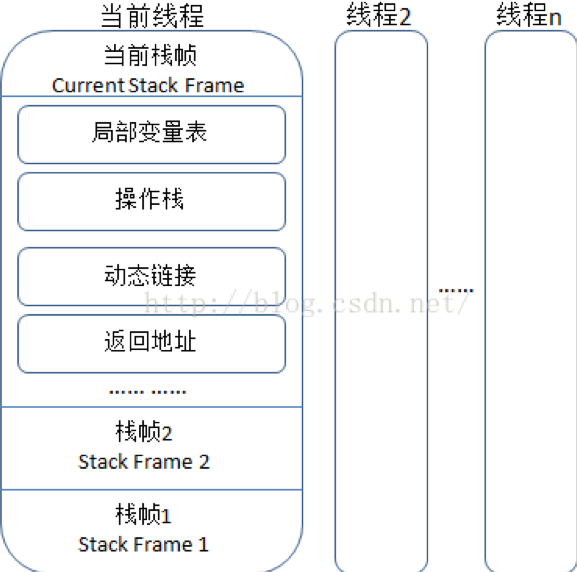 当前线程
线程2
线程n
当前栈帧
Current Stack Frame
局部变量表
操作栈
动态链接
……
http://blog.csdn.net/
返回地址
…… ……
栈帧2
Stack Frame 2
栈帧1
Stack Frame 1